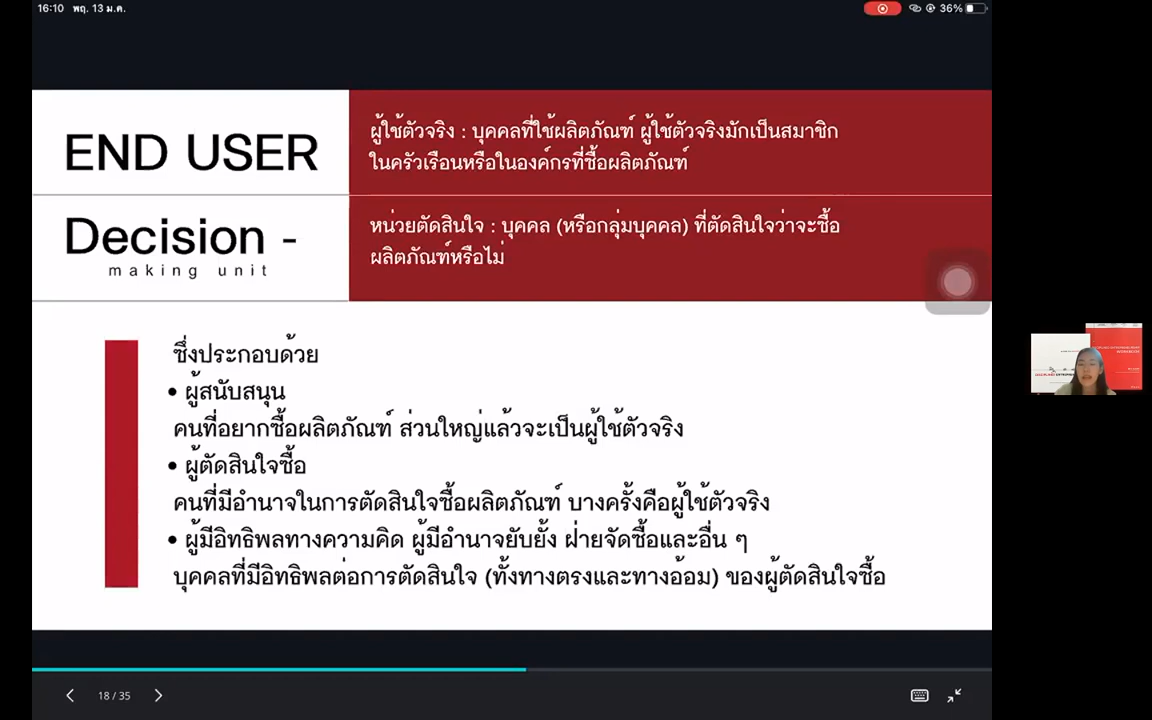 16:10 พฤ. 13 ม.ค.
36%
END USER
ผู้ใช้ตัวจริง : บุคคลที่ใช้ผลิตภัณฑ์ ผู้ใช้ตัวจริงมักเป็นสมาชิก
ในครัวเรือนหรือในองค์กรที่ซื้อผลิตภัณฑ์
Decision -
making unit
หน่วยตัดสินใจ : บุคคล (หรือกลุ่มบุคคล) ที่ตัดสินใจว่าจะซื้อ
ผลิตภัณฑ์หรือไม่
ซึ่งประกอบด้วย
• ผู้สนับสนุน
คนที่อยากซื้อผลิตภัณฑ์ ส่วนใหญ่แล้วจะเป็นผู้ใช้ตัวจริง
• ผู้ตัดสินใจซื้อ
คนที่มีอำนาจในการตัดสินใจซื้อผลิตภัณฑ์ บางครั้งคือผู้ใช้ตัวจริง
• ผู้มีอิทธิพลทางความคิด ผู้มีอำนาจยับยั้ง ฝ่ายจัดซื้อและอื่น ๆ
บุคคลที่มีอิทธิพลต่อการตัดสินใจ (ทั้งทางตรงและทางอ้อม) ของผู้ตัดสินใจซื้อ
18 / 35